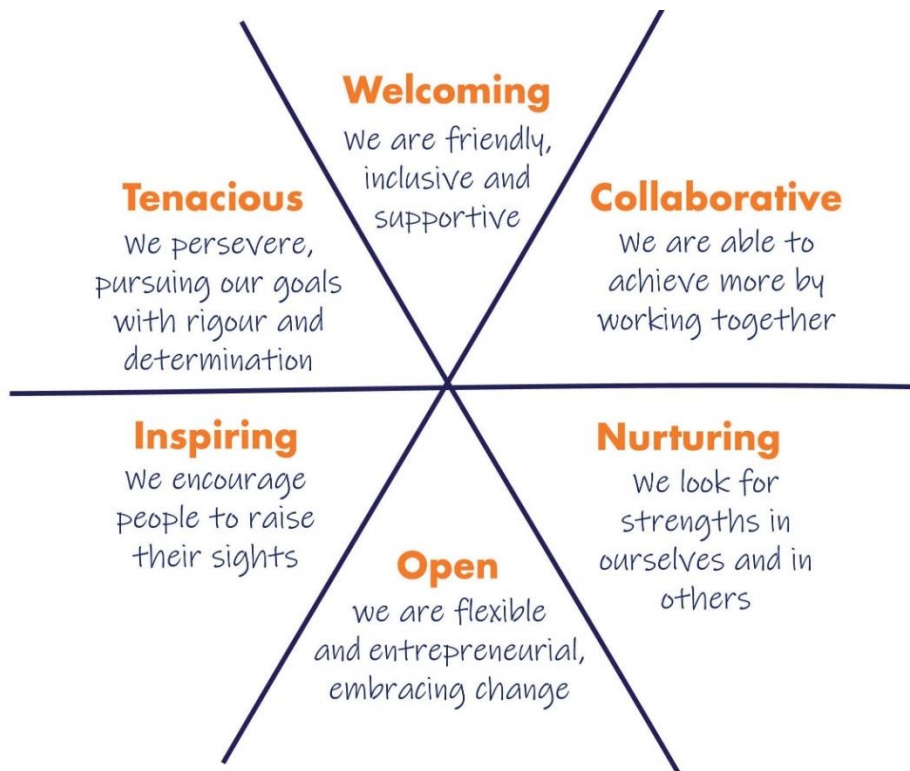 Welcoming
We are friendly,
inclusive and
supportive
Collaborative
We are able to
achieve more by
working together
Nurturing
We look for
strengths in
ourselves and in
others
Open
we are flexible
and entrepreneurial,
embracing change
Inspiring
We encourage
people to raise
their sights
Tenacious
We persevere,
pursuing our goals
with rigour and
determination